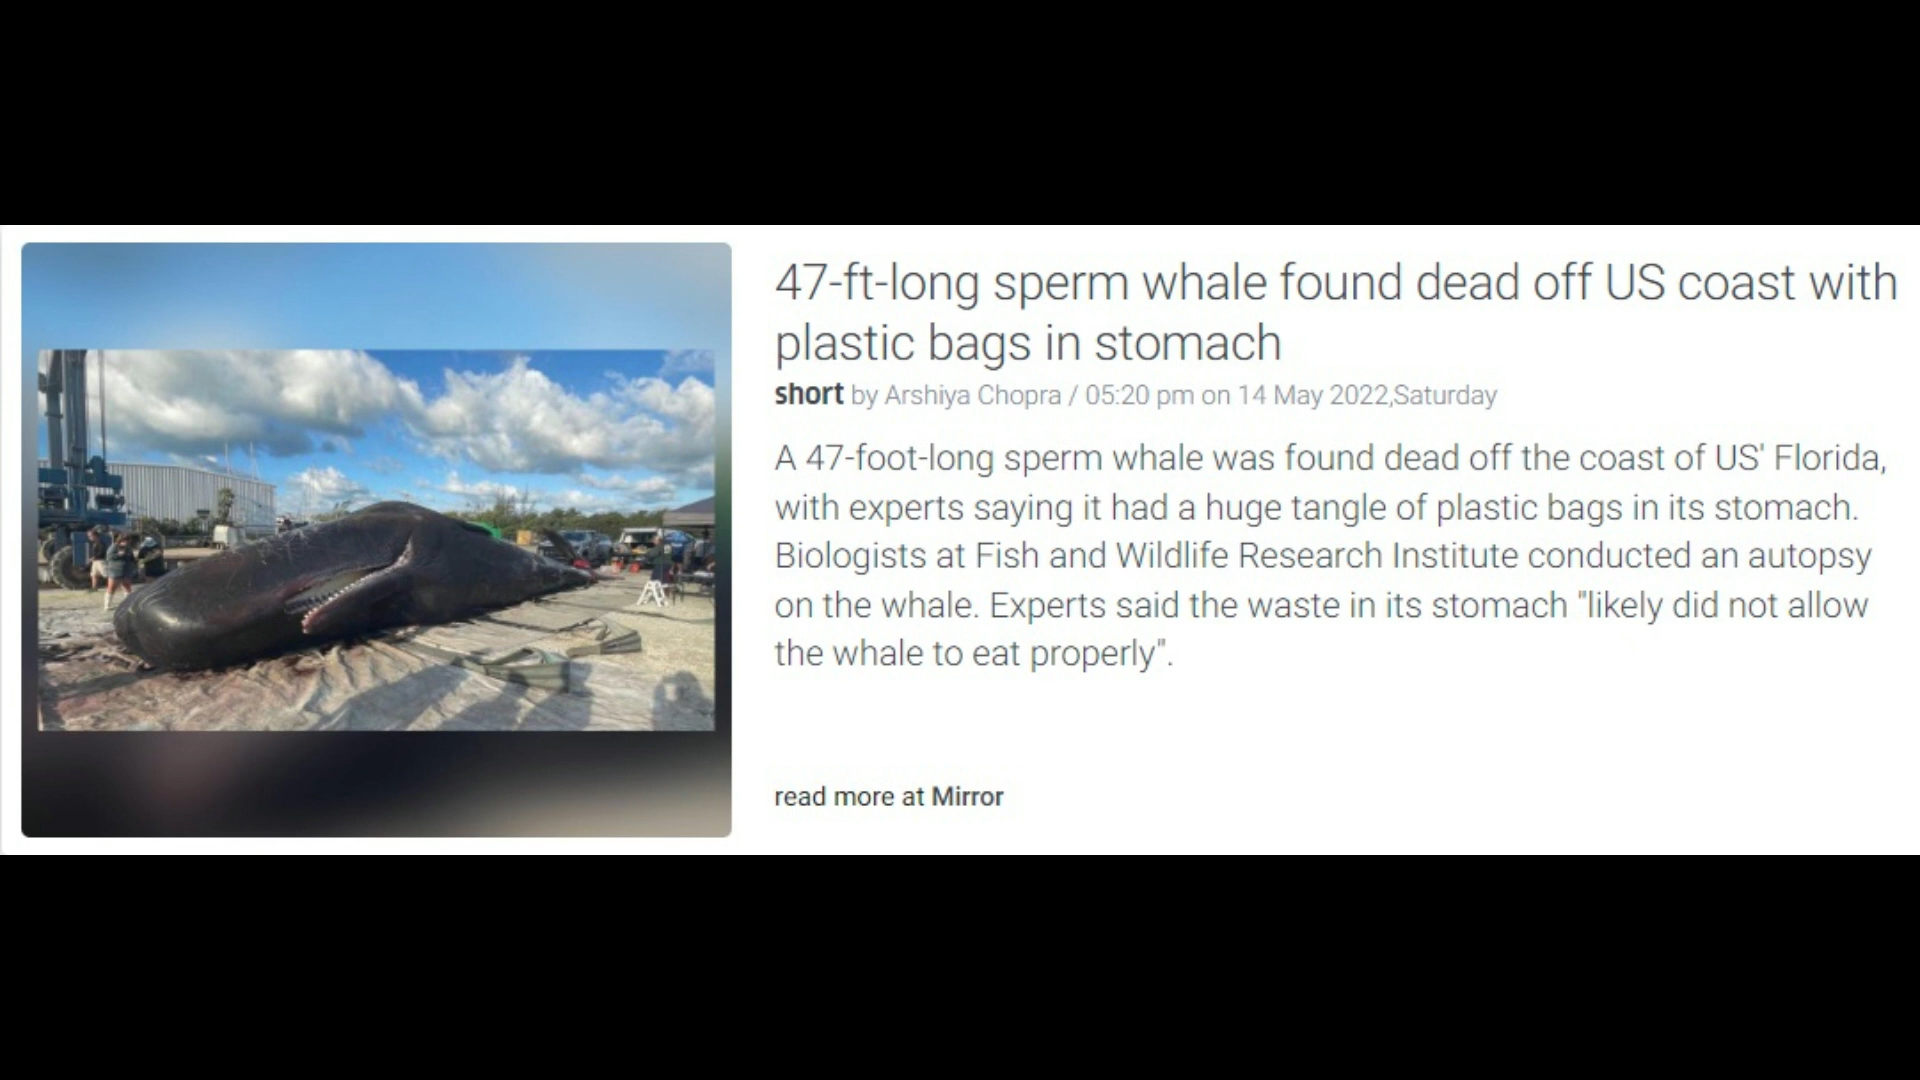 47-ft-long sperm whale found dead off US coast with
plastic bags in stomach
short by Arshiya Chopra / 05:20 pm on 14 May 2022,Saturday
A 47-foot-long sperm whale was found dead off the coast of US' Florida,
with experts saying it had a huge tangle of plastic bags in its stomach.
Biologists at Fish and Wildlife Research Institute conducted an autopsy
on the whale. Experts said the waste in its stomach "likely did not allow
the whale to eat properly".
read more at Mirror